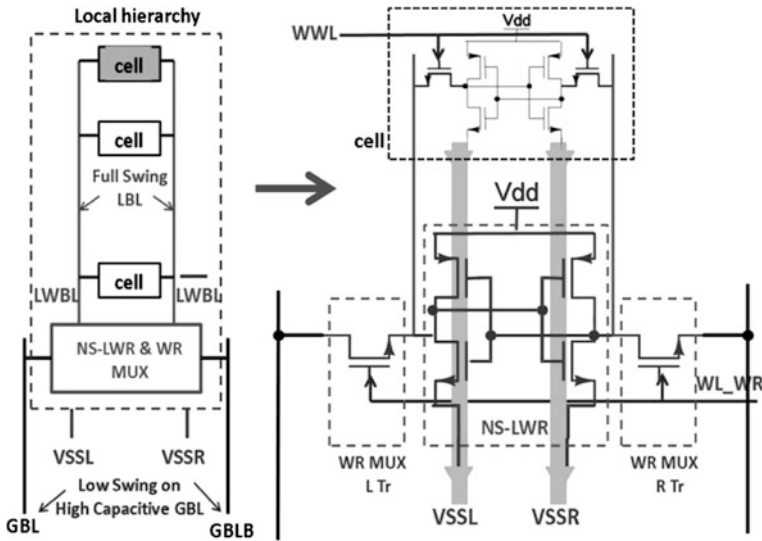 Local hierarchy
cell
cell
Full Swing
LBL
cell
LWBL
LWBL
NS-LWR & WR
MUX
VSSL
VSSR
Low Swing on
High Capacitive GBL
GBL
GBLB
WWL
Vdd
cell
Vdd
WL_WR
NS-LWR
WR MUX
L Tr
WR MUX
R Tr
VSSL
VSSR